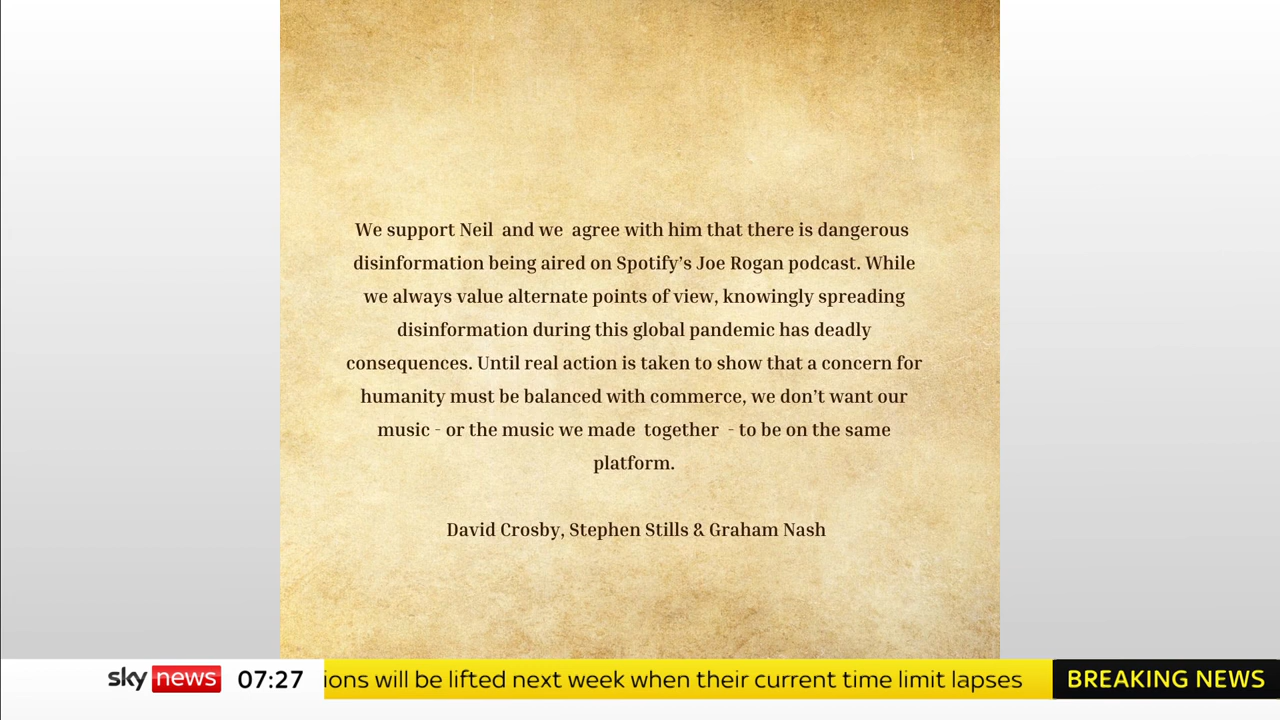 We support Neil and we agree with him that there is dangerous
disinformation being aired on Spotify's Joe Rogan podcast. While
we always value alternate points of view, knowingly spreading
disinformation during this global pandemic has deadly
consequences. Until real action is taken to show that a concern for
humanity must be balanced with commerce, we don't want our
music - or the music we made together - to be on the same
platform.
David Crosby, Stephen Stills & Graham Nash
sky news 07:27 ions will be lifted next week when their current time limit lapses BREAKING NEWS